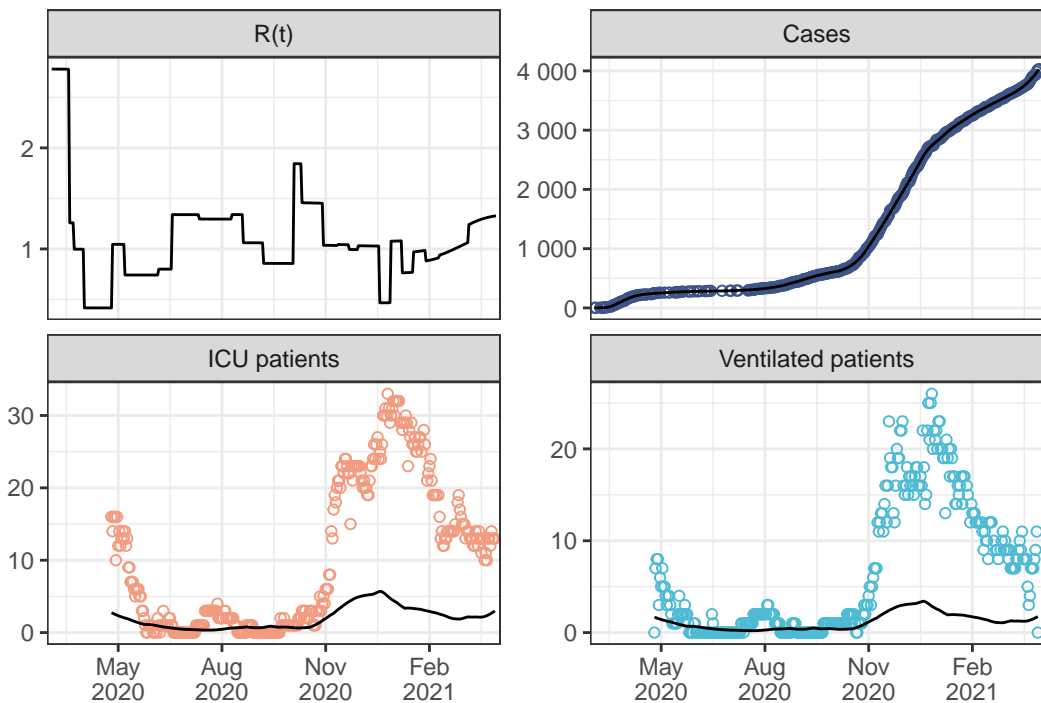 R(t)
Cases
2
1
4 000
3 000
2 000
1 000
0
ICU patients
Ventilated patients
30
20
10
0
20
10
0
May Aug Nov Feb
2020 2020 2020 2021
May Aug Nov Feb
2020 2020 2020 2021